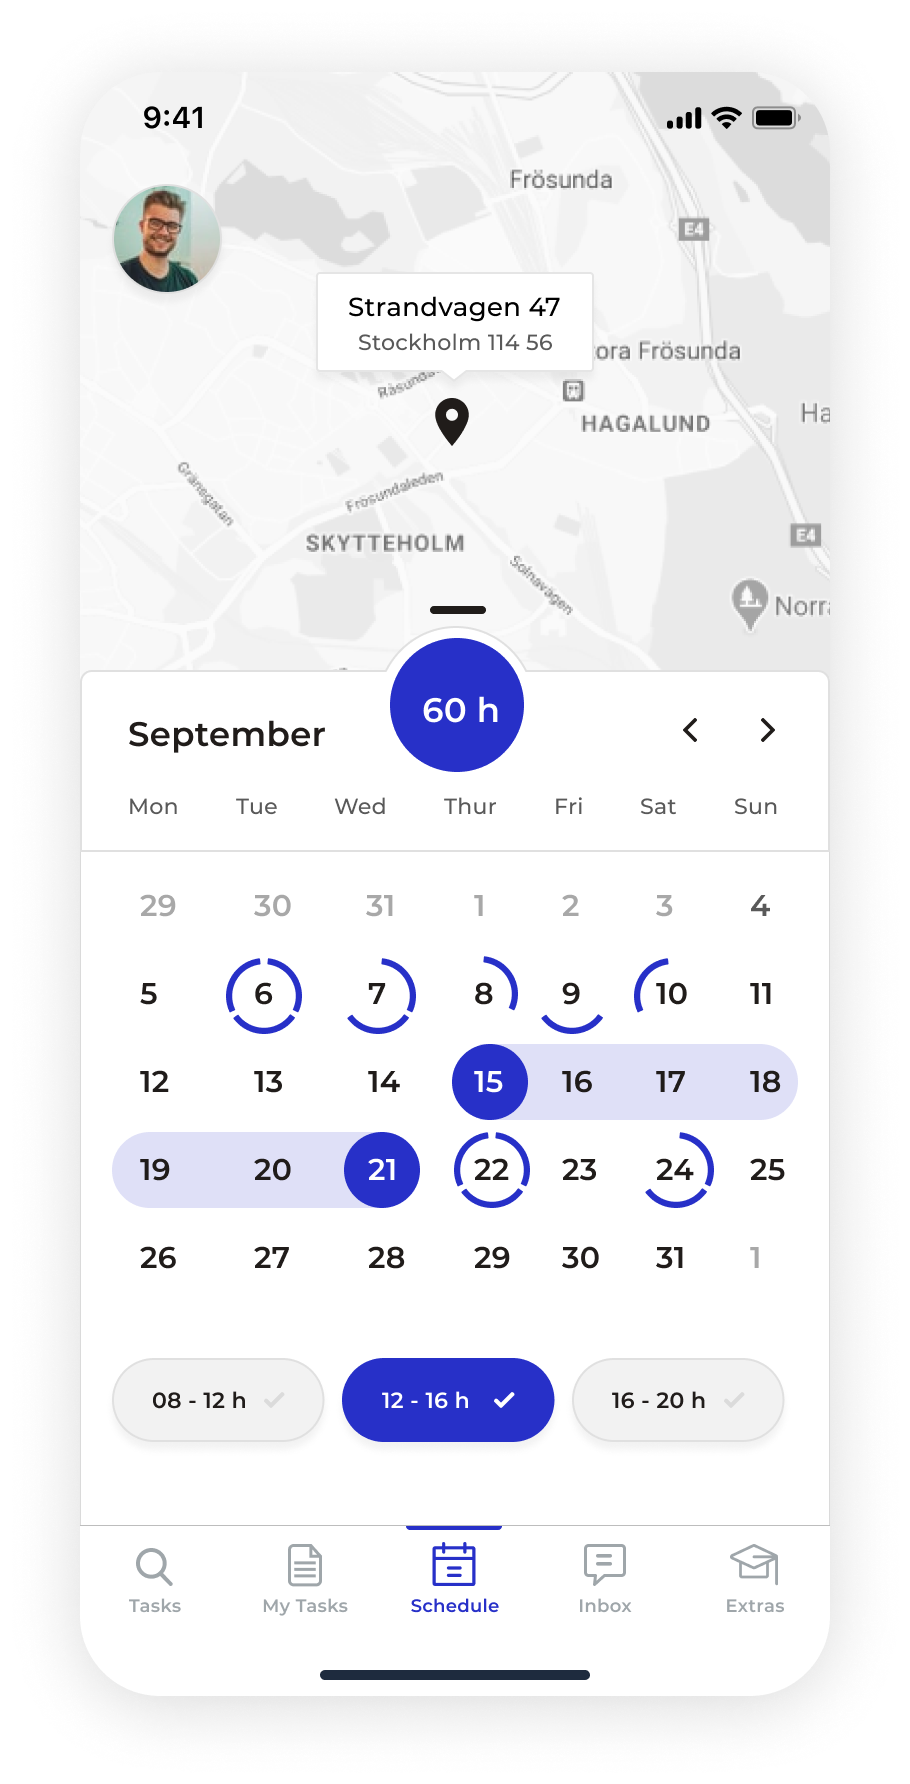 9:41
Frösunda
E4
Strandvagen 47
Stockholm 114 56
ora Frösunda
HAGALUND
Ha
Gränsgatan
Frösundaleden
SKYTTEHOLM
Solnavägen
E4
Norra
60 h
September
Mon Tue Wed Thur Fri Sat Sun
29 30 31 1 2 3 4
5 6 7 8 9 10 11
12 13 14 15 16 17 18
19 20 21 22 23 24 25
26 27 28 29 30 31 1
08 - 12 h 12 - 16 h 16 - 20 h
Tasks My Tasks Schedule Inbox Extras